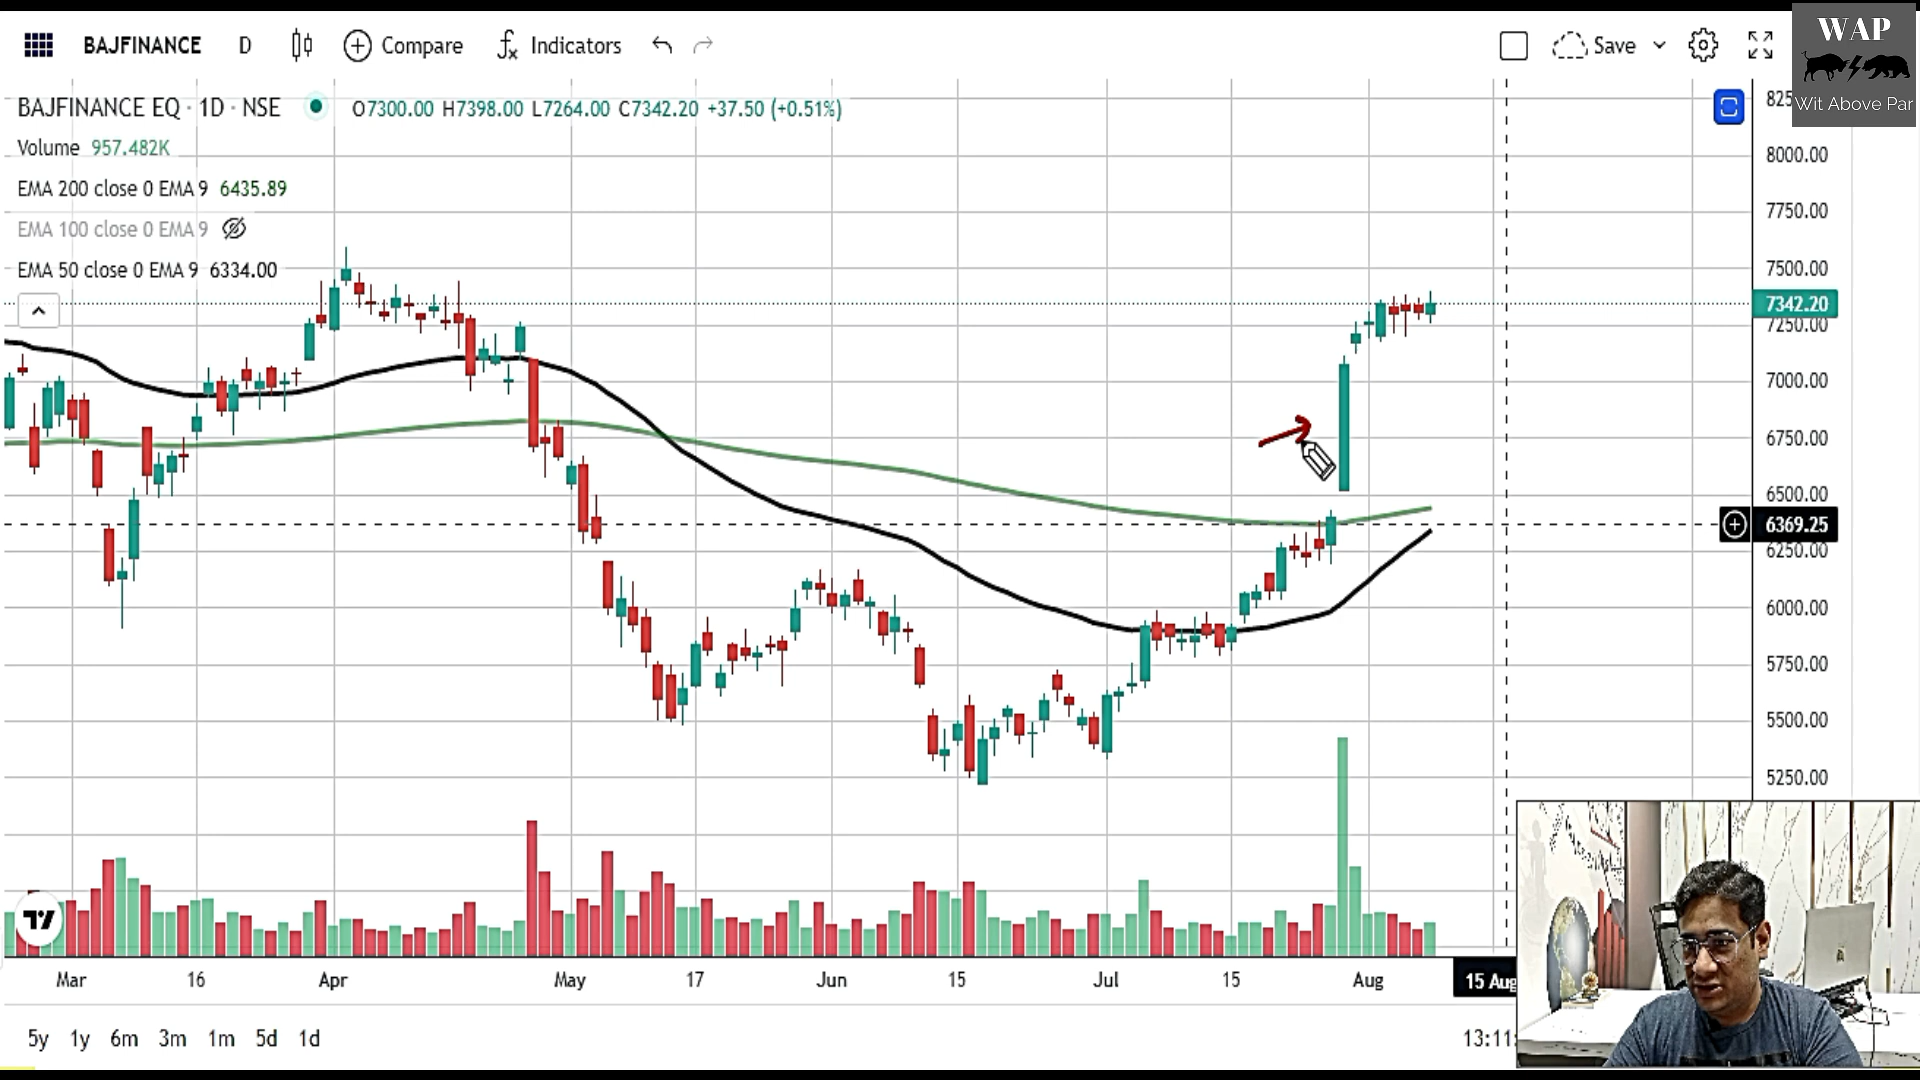 BAJFINANCE D Compare Indicators Save
WAP
Wit Above Par
BAJFINANCE EQ · 1D · NSE O7300.00 H7398.00 L7264.00 C7342.20 +37.50 (+0.51%)
Volume 957.482K
EMA 200 close 0 EMA 9 6435.89
EMA 100 close 0 EMA 9
EMA 50 close 0 EMA 9 6334.00
8000.00
7750.00
7500.00
7342.20
7250.00
7000.00
6750.00
6500.00
6369.25
6250.00
6000.00
5750.00
5500.00
5250.00
Mar 16 Apr May 17 Jun 15 Jul 15 Aug 15 Aug
5y 1y 6m 3m 1m 5d 1d 13:11: